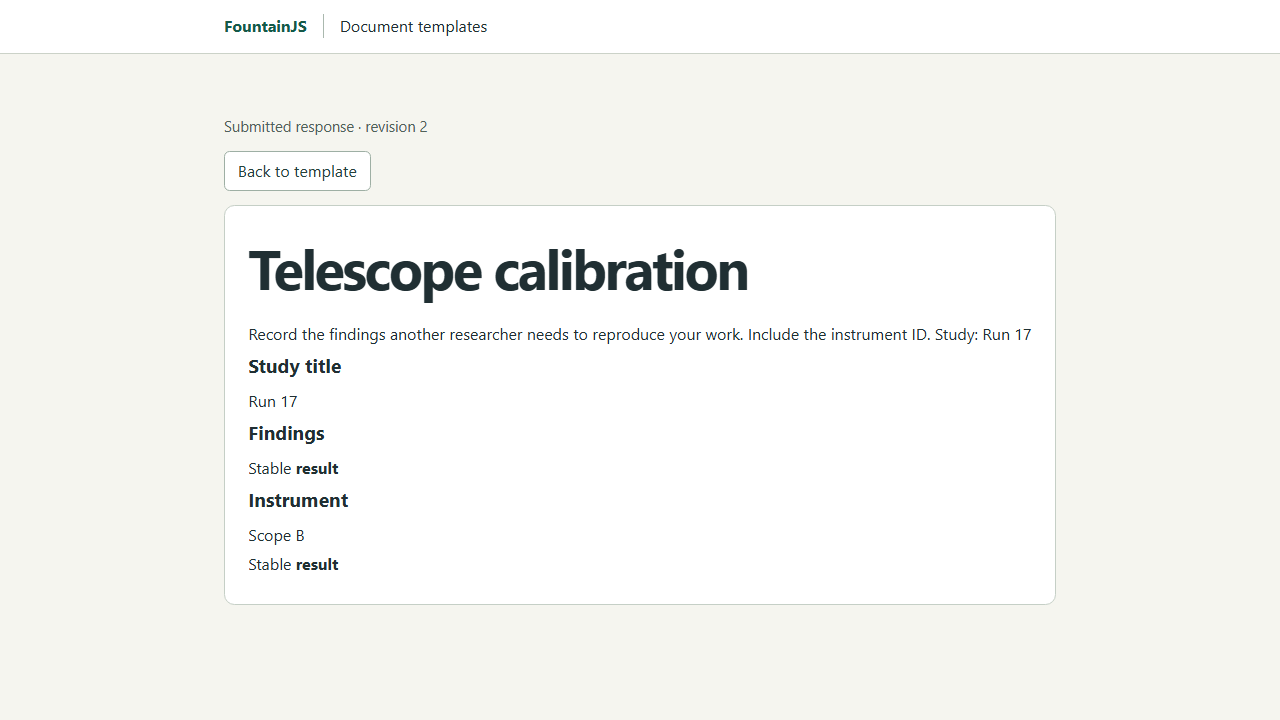 FountainJS
Document templates
Submitted response · revision 2
Back to template
Telescope calibration
Record the findings another researcher needs to reproduce your work. Include the instrument ID. Study: Run 17
Study title
Run 17
Findings
Stable result
Instrument
Scope B
Stable result